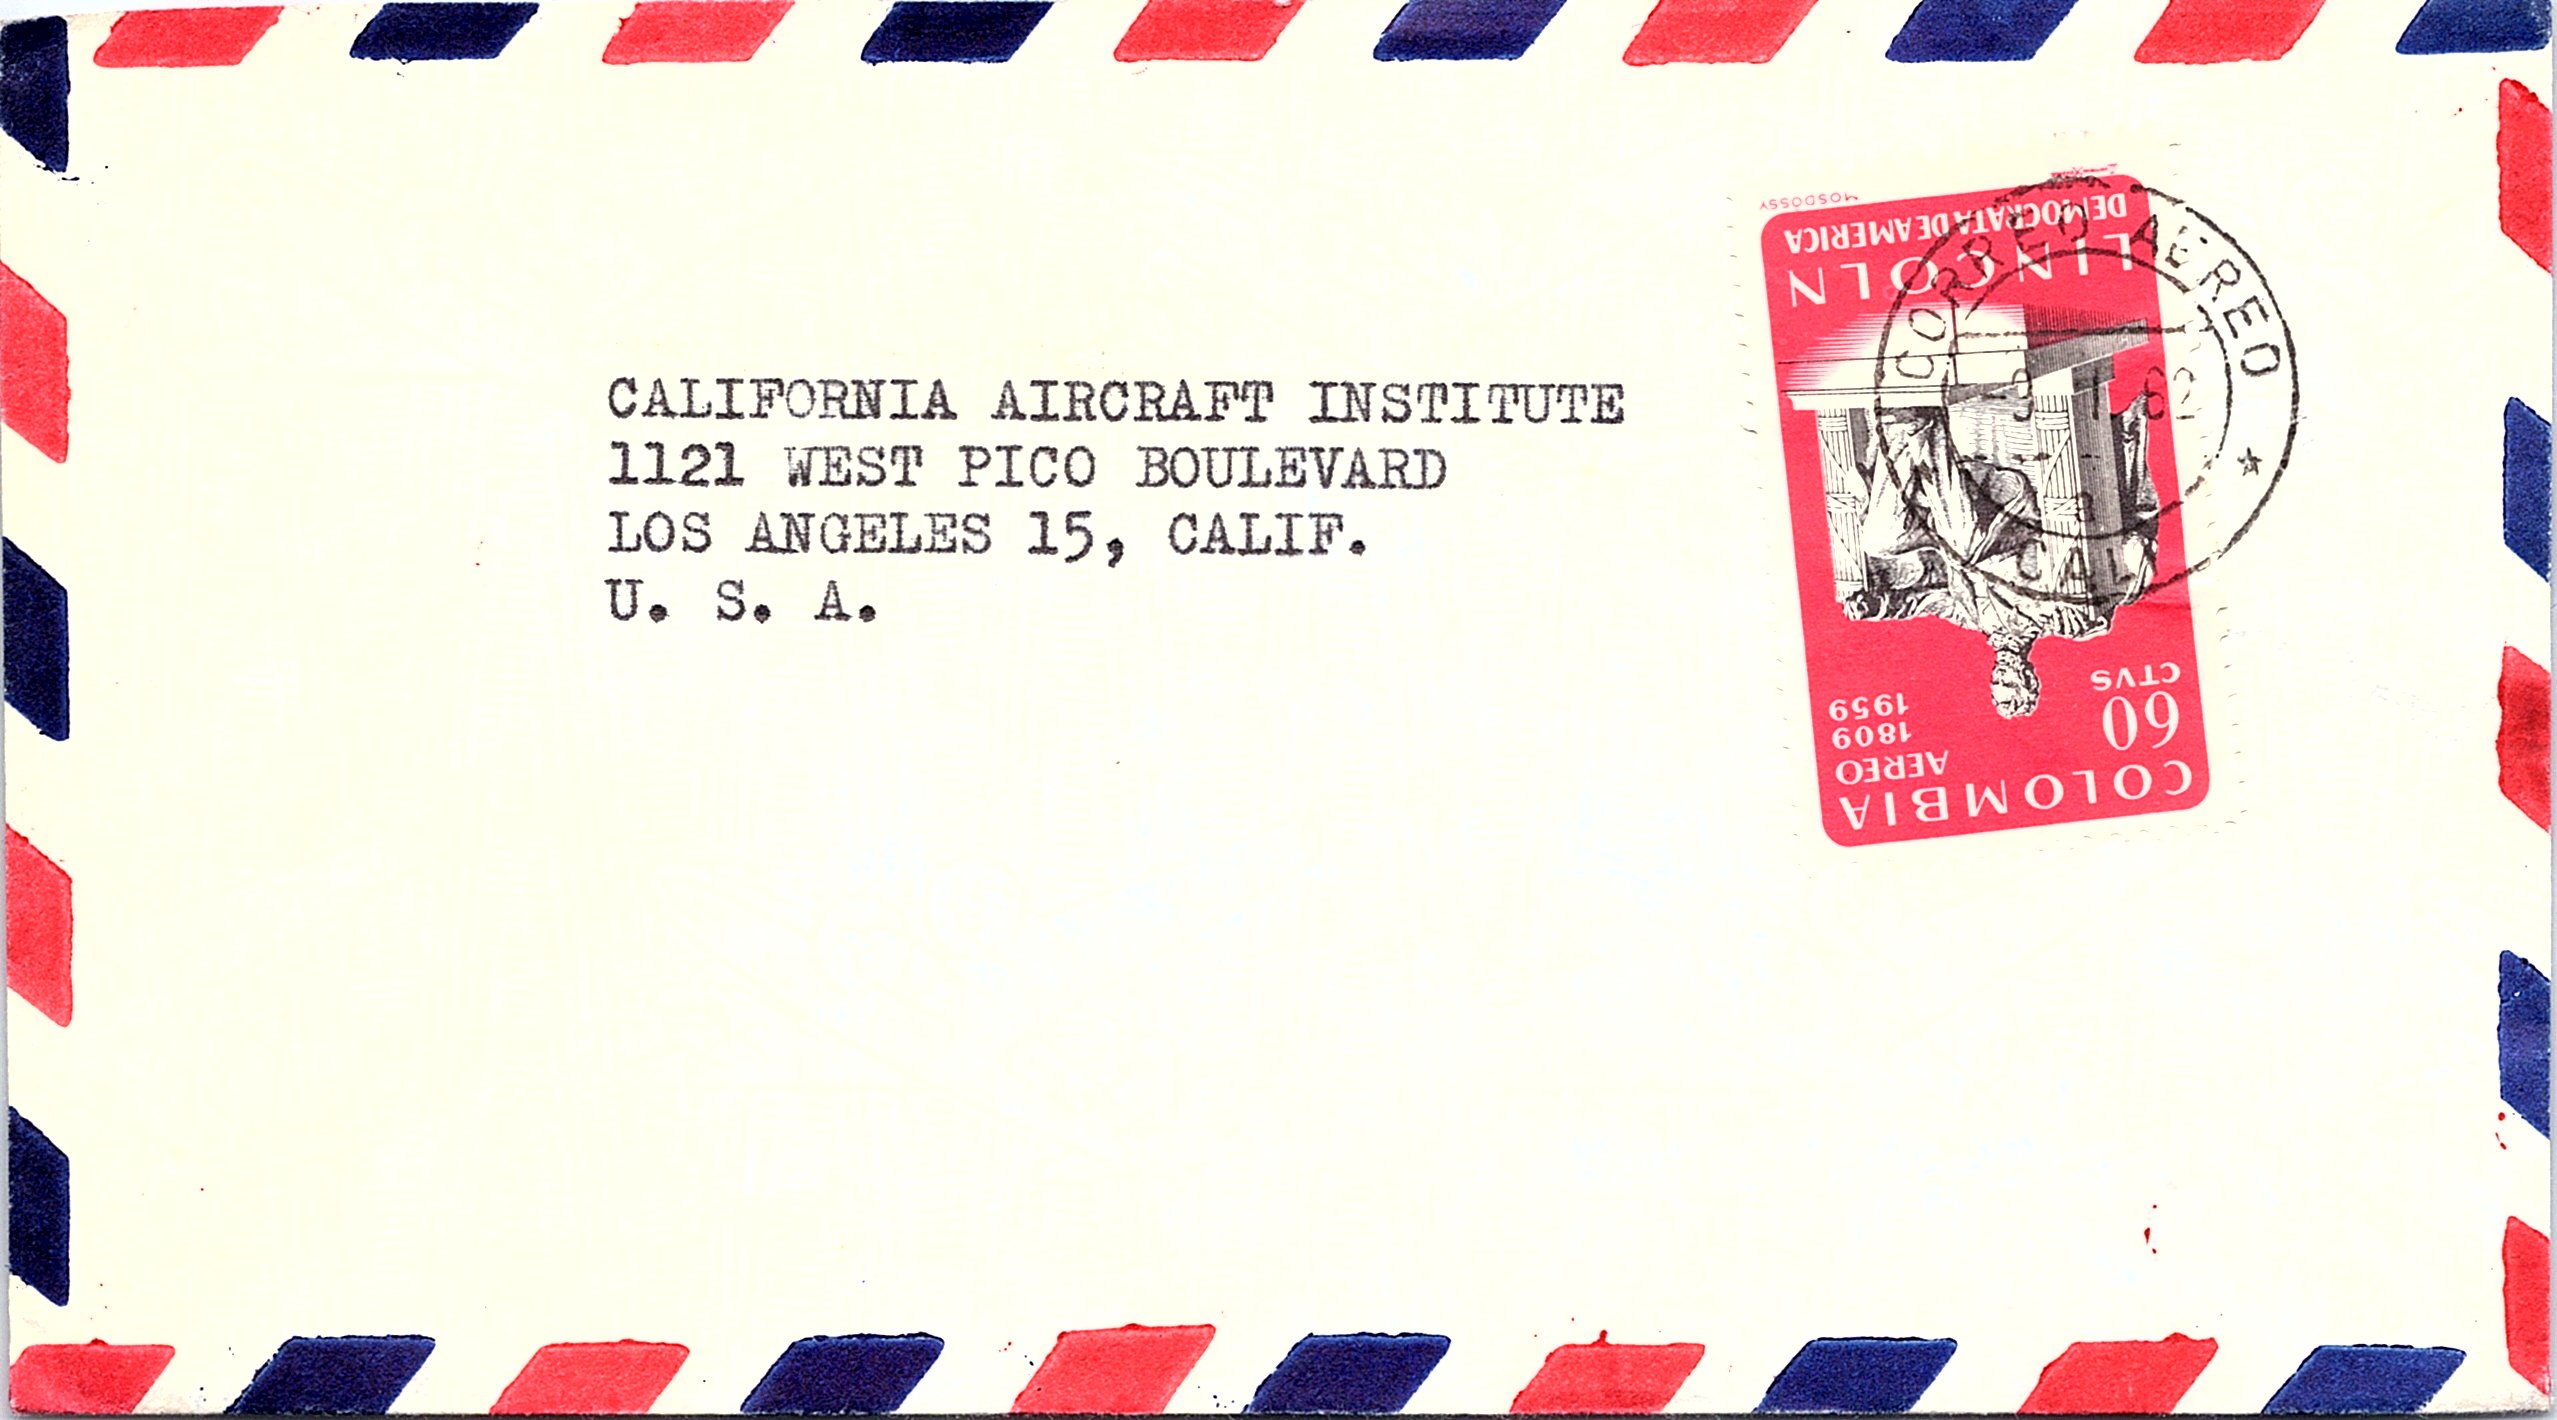 CALIFORNIA AIRCRAFT INSTITUTE
1121 WEST PICO BOULEVARD
LOS ANGELES 15, CALIF.
U. S. A.
COLOMBIA
AEREO
60
CTVS
1809
1959
LINCOLN
DEMOCRATA DE AMERICA
MOSDOSSY
CORREO AEREO
CALI